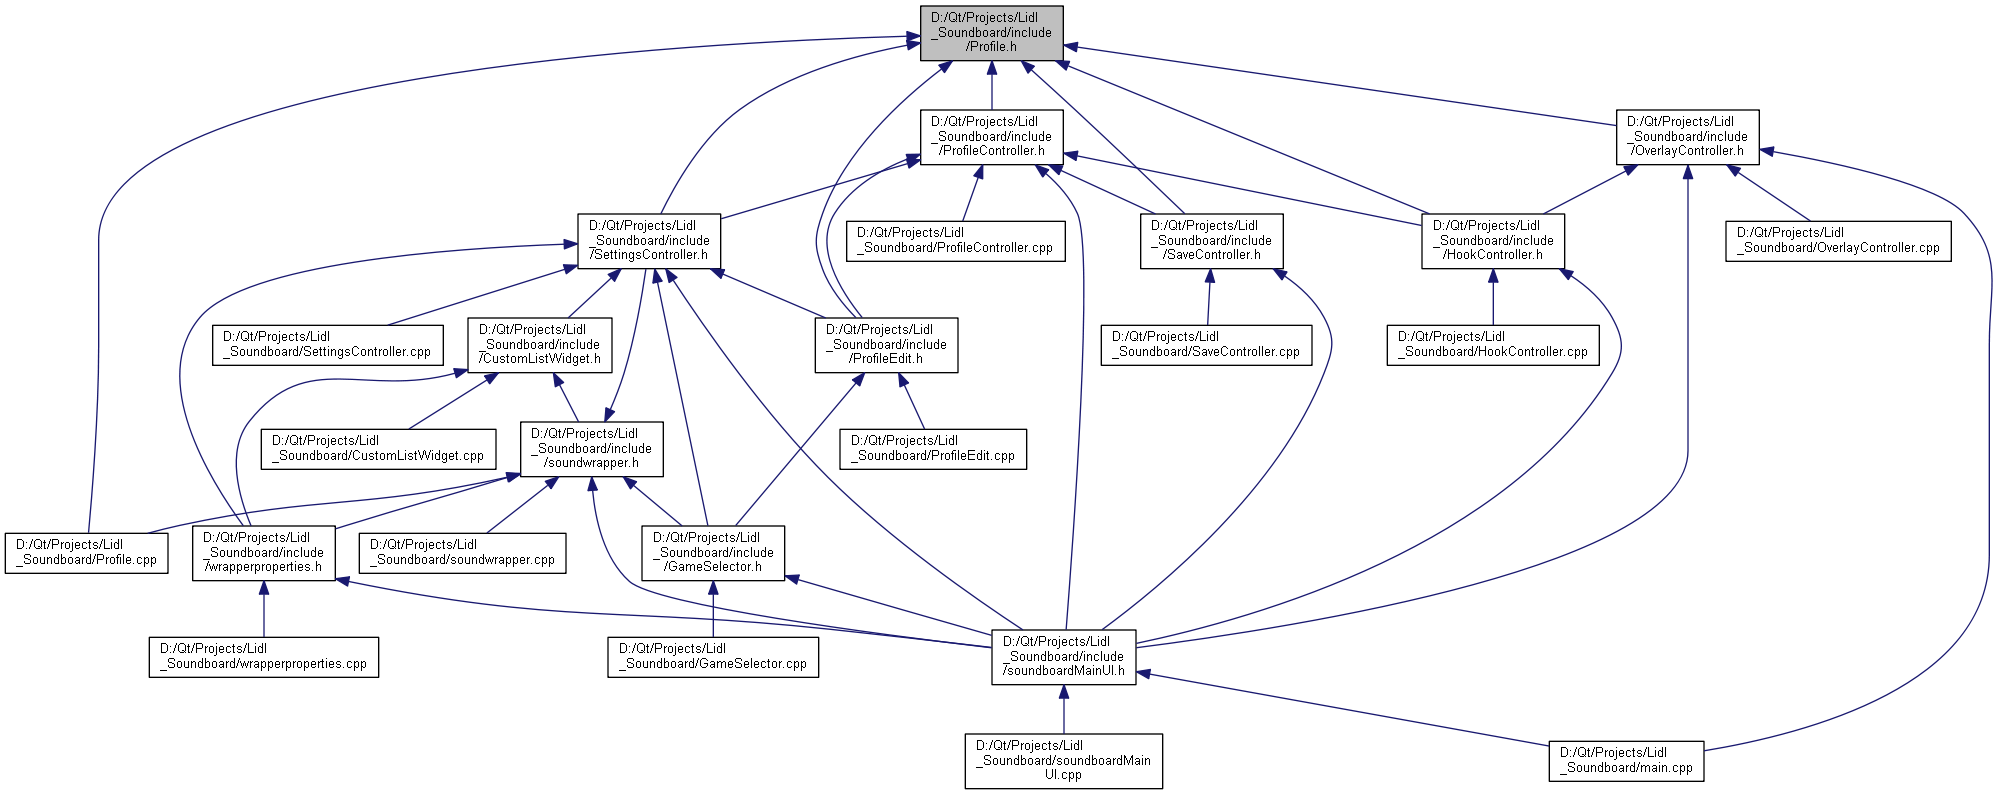 D:/Qt/Projects/Lidl
_Soundboard/include
/Profile.h
D:/Qt/Projects/Lidl
_Soundboard/include
/ProfileController.h
D:/Qt/Projects/Lidl
_Soundboard/include
/OverlayController.h
D:/Qt/Projects/Lidl
_Soundboard/include
/SettingsController.h
D:/Qt/Projects/Lidl
_Soundboard/ProfileController.cpp
D:/Qt/Projects/Lidl
_Soundboard/include
/SaveController.h
D:/Qt/Projects/Lidl
_Soundboard/include
/HookController.h
D:/Qt/Projects/Lidl
_Soundboard/OverlayController.cpp
D:/Qt/Projects/Lidl
_Soundboard/SettingsController.cpp
D:/Qt/Projects/Lidl
_Soundboard/include
/CustomListWidget.h
D:/Qt/Projects/Lidl
_Soundboard/include
/ProfileEdit.h
D:/Qt/Projects/Lidl
_Soundboard/SaveController.cpp
D:/Qt/Projects/Lidl
_Soundboard/HookController.cpp
D:/Qt/Projects/Lidl
_Soundboard/CustomListWidget.cpp
D:/Qt/Projects/Lidl
_Soundboard/include
/soundwrapper.h
D:/Qt/Projects/Lidl
_Soundboard/ProfileEdit.cpp
D:/Qt/Projects/Lidl
_Soundboard/Profile.cpp
D:/Qt/Projects/Lidl
_Soundboard/include
/wrapperproperties.h
D:/Qt/Projects/Lidl
_Soundboard/soundwrapper.cpp
D:/Qt/Projects/Lidl
_Soundboard/include
/GameSelector.h
D:/Qt/Projects/Lidl
_Soundboard/wrapperproperties.cpp
D:/Qt/Projects/Lidl
_Soundboard/GameSelector.cpp
D:/Qt/Projects/Lidl
_Soundboard/include
/soundboardMainUI.h
D:/Qt/Projects/Lidl
_Soundboard/soundboardMain
UI.cpp
D:/Qt/Projects/Lidl
_Soundboard/main.cpp